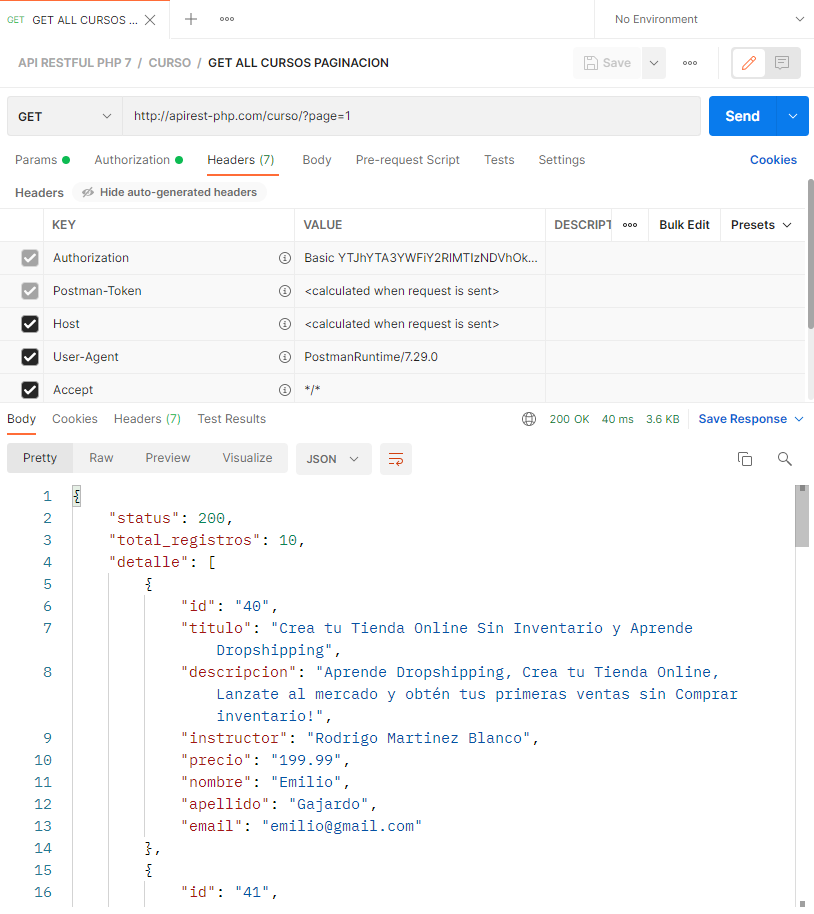 GET GET ALL CURSOS ...
No Environment
API RESTFUL PHP 7 / CURSO / GET ALL CURSOS PAGINACION
Save
GET http://apirest-php.com/curso/?page=1 Send
Params Authorization Headers (7) Body Pre-request Script Tests Settings Cookies
Headers Hide auto-generated headers
KEY VALUE DESCRIPT Bulk Edit Presets
Authorization Basic YTJhYTA3YWFiY2RlMTIzNDVhOk...
Postman-Token <calculated when request is sent>
Host <calculated when request is sent>
User-Agent PostmanRuntime/7.29.0
Accept */*
Body Cookies Headers (7) Test Results 200 OK 40 ms 3.6 KB Save Response
Pretty Raw Preview Visualize JSON
1 {
2 "status": 200,
3 "total_registros": 10,
4 "detalle": [
5 {
6 "id": "40",
7 "titulo": "Crea tu Tienda Online Sin Inventario y Aprende
Dropshipping",
8 "descripcion": "Aprende Dropshipping, Crea tu Tienda Online,
Lanzate al mercado y obtén tus primeras ventas sin Comprar
inventario!",
9 "instructor": "Rodrigo Martinez Blanco",
10 "precio": "199.99",
11 "nombre": "Emilio",
12 "apellido": "Gajardo",
13 "email": "emilio@gmail.com"
14 },
15 {
16 "id": "41",